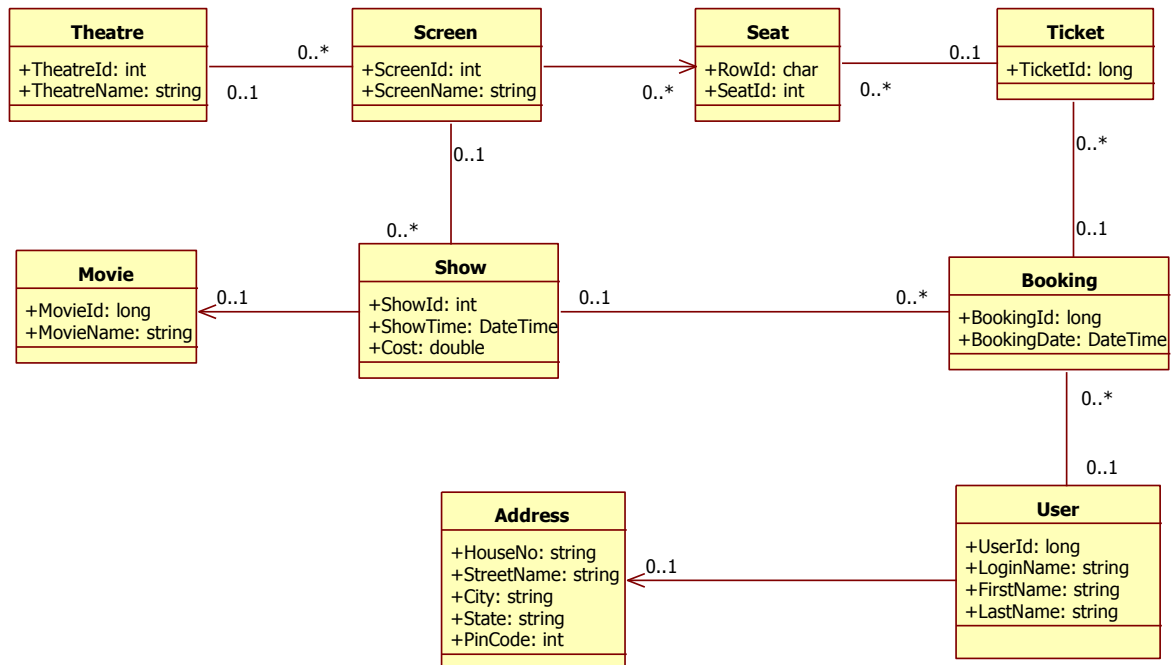 Theatre
+TheatreId: int
+TheatreName: string
0..*
0..1
Screen
+ScreenId: int
+ScreenName: string
0..*
Seat
+RowId: char
+SeatId: int
0..1
0..*
Ticket
+TicketId: long
0..1
0..*
0..*
0..1
Movie
+MovieId: long
+MovieName: string
0..1
Show
+ShowId: int
+ShowTime: DateTime
+Cost: double
0..1
0..*
Booking
+BookingId: long
+BookingDate: DateTime
0..*
0..1
Address
+HouseNo: string
+StreetName: string
+City: string
+State: string
+PinCode: int
0..1
User
+UserId: long
+LoginName: string
+FirstName: string
+LastName: string